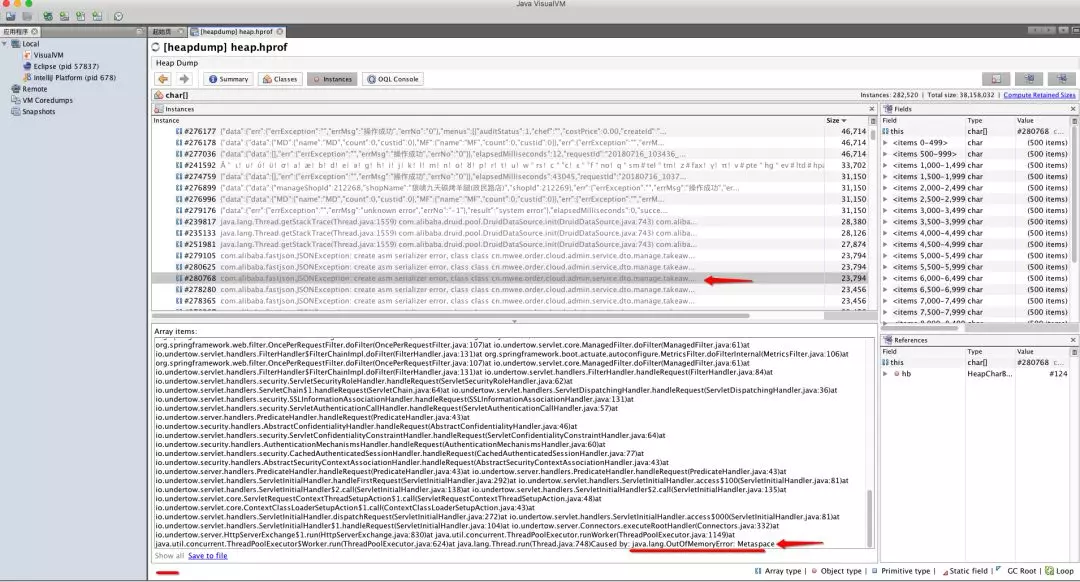 Java VisualVM
应用程序
起始页
[heapdump] heap.hprof
Local
VisualVM
Eclipse (pid 57837)
IntelliJ Platform (pid 678)
Remote
VM Coredumps
Snapshots
[heapdump] heap.hprof
Heap Dump
Summary
Classes
Instances
OQL Console
char[]
Instances: 282,520 | Total size: 38,158,032 | Compute Retained Sizes
Instances
Instance Size
#276177 {"data":{"err":{"errException":"","errMsg":"操作成功","errNo":"0"},"menus":[{"auditStatus":1,"chef":"","costPrice":0.00,"createId":"... 46,714
#276178 {"data":{"MD":{"name":"MD","count":0,"custId":0},"MF":{"name":"MF","count":0,"custId":0}},"err":{"errException":"","errM... 46,714
#277036 {"data":{},"err":{"errException":"","errMsg":"操作成功","errNo":"0"},"elapsedMilliseconds":12,"requestId":"20180716_103436_... 46,714
#241592 33,702
#274759 {"data":{},"err":{"errException":"","errMsg":"操作成功","errNo":"0"},"elapsedMilliseconds":43045,"requestId":"20180716_1037... 31,150
#276899 31,150
#276996 {"data":{"MD":{"name":"MD","count":0,"custId":0},"MF":{"name":"MF","count":0,"custId":0}},"err":{"errException":"","errM... 31,150
#279176 {"data":{"err":{"errException":"","errMsg":"unknown error","errNo":"-1"},"result":"system error"},"elapsedMilliseconds":0,"succe... 31,150
#239817 java.lang.Thread.getStackTrace(Thread.java:1559) com.alibaba.druid.pool.DruidDataSource.init(DruidDataSource.java:743) com.aliba... 28,380
#235133 java.lang.Thread.getStackTrace(Thread.java:1559) com.alibaba.druid.pool.DruidDataSource.init(DruidDataSource.java:743) com.aliba... 28,126
#251981 java.lang.Thread.getStackTrace(Thread.java:1559) com.alibaba.druid.pool.DruidDataSource.init(DruidDataSource.java:743) com.aliba... 27,874
#279105 com.alibaba.fastjson.JSONException: create asm serializer error, class class cn.mwee.order.cloud.admin.service.dto.manage.takeaw... 23,794
#280625 com.alibaba.fastjson.JSONException: create asm serializer error, class class cn.mwee.order.cloud.admin.service.dto.manage.takeaw... 23,794
#280768 com.alibaba.fastjson.JSONException: create asm serializer error, class class cn.mwee.order.cloud.admin.service.dto.manage.takeaw... 23,794
#278280 com.alibaba.fastjson.JSONException: create asm serializer error, class class cn.mwee.order.cloud.admin.service.dto.manage.takeaw... 23,456
#278365 com.alibaba.fastjson.JSONException: create asm serializer error, class class cn.mwee.order.cloud.admin.service.dto.manage.takeaw... 23,456
Fields
Field Type Value
this char[] #280768 (500 items)
<items 0-499> char (500 items)
<items 500-999> char (500 items)
<items 1,000-1,499 char (500 items)
<items 1,500-1,999 char (500 items)
<items 2,000-2,499 char (500 items)
<items 2,500-2,999 char (500 items)
<items 3,000-3,499 char (500 items)
<items 3,500-3,999 char (500 items)
<items 4,000-4,499 char (500 items)
<items 4,500-4,999 char (500 items)
<items 5,000-5,499 char (500 items)
<items 5,500-5,999 char (500 items)
<items 6,000-6,499 char (500 items)
<items 6,500-6,999 char (500 items)
<items 7,000-7,499 char (500 items)
<items 7,500-7,999 char (500 items)
Array items:
org.springframework.web.filter.OncePerRequestFilter.doFilter(OncePerRequestFilter.java:107)at io.undertow.servlet.core.ManagedFilter.doFilter(ManagedFilter.java:61)at
io.undertow.servlet.handlers.FilterHandler$FilterChainImpl.doFilter(FilterHandler.java:131)at org.springframework.boot.actuate.autoconfigure.MetricsFilter.doFilterInternal(MetricsFilter.java:106)at
org.springframework.web.filter.OncePerRequestFilter.doFilter(OncePerRequestFilter.java:107)at io.undertow.servlet.core.ManagedFilter.doFilter(ManagedFilter.java:61)at
io.undertow.servlet.handlers.FilterHandler$FilterChainImpl.doFilter(FilterHandler.java:131)at io.undertow.servlet.handlers.FilterHandler.handleRequest(FilterHandler.java:84)at
io.undertow.servlet.handlers.security.ServletSecurityRoleHandler.handleRequest(ServletSecurityRoleHandler.java:62)at
io.undertow.servlet.handlers.ServletChain$1.handleRequest(ServletChain.java:64)at io.undertow.servlet.handlers.ServletDispatchingHandler.handleRequest(ServletDispatchingHandler.java:36)at
io.undertow.servlet.handlers.security.SSLInformationAssociationHandler.handleRequest(SSLInformationAssociationHandler.java:131)at
io.undertow.servlet.handlers.security.ServletAuthenticationCallHandler.handleRequest(ServletAuthenticationCallHandler.java:57)at
io.undertow.server.handlers.PredicateHandler.handleRequest(PredicateHandler.java:43)at
io.undertow.security.handlers.AbstractConfidentialityHandler.handleRequest(AbstractConfidentialityHandler.java:46)at
io.undertow.servlet.handlers.security.ServletConfidentialityConstraintHandler.handleRequest(ServletConfidentialityConstraintHandler.java:64)at
io.undertow.security.handlers.AuthenticationMechanismsHandler.handleRequest(AuthenticationMechanismsHandler.java:60)at
io.undertow.servlet.handlers.security.CachedAuthenticatedSessionHandler.handleRequest(CachedAuthenticatedSessionHandler.java:77)at
io.undertow.security.handlers.AbstractSecurityContextAssociationHandler.handleRequest(AbstractSecurityContextAssociationHandler.java:43)at
io.undertow.server.handlers.PredicateHandler.handleRequest(PredicateHandler.java:43)at io.undertow.server.handlers.PredicateHandler.handleRequest(PredicateHandler.java:43)at
io.undertow.servlet.handlers.ServletInitialHandler.handleFirstRequest(ServletInitialHandler.java:292)at io.undertow.servlet.handlers.ServletInitialHandler.access$100(ServletInitialHandler.java:81)at
io.undertow.servlet.handlers.ServletInitialHandler$2.call(ServletInitialHandler.java:138)at io.undertow.servlet.handlers.ServletInitialHandler$2.call(ServletInitialHandler.java:135)at
io.undertow.servlet.core.ServletRequestContextThreadSetupAction$1.call(ServletRequestContextThreadSetupAction.java:48)at
io.undertow.servlet.core.ContextClassLoaderSetupAction$1.call(ContextClassLoaderSetupAction.java:43)at
io.undertow.servlet.handlers.ServletInitialHandler.dispatchRequest(ServletInitialHandler.java:272)at io.undertow.servlet.handlers.ServletInitialHandler.access$000(ServletInitialHandler.java:81)at
io.undertow.servlet.handlers.ServletInitialHandler$1.handleRequest(ServletInitialHandler.java:104)at io.undertow.server.Connectors.executeRootHandler(Connectors.java:332)at
io.undertow.server.HttpServerExchange$1.run(HttpServerExchange.java:830)at java.util.concurrent.ThreadPoolExecutor.runWorker(ThreadPoolExecutor.java:1149)at
java.util.concurrent.ThreadPoolExecutor$Worker.run(ThreadPoolExecutor.java:624)at java.lang.Thread.run(Thread.java:748)Caused by: java.lang.OutOfMemoryError: Metaspace
Show all Save to file
References
Field Type Value
this char[] #280768 c...
hb HeapCharB... #124
Array type | Object type | Primitive type | Static field | GC Root | Loop